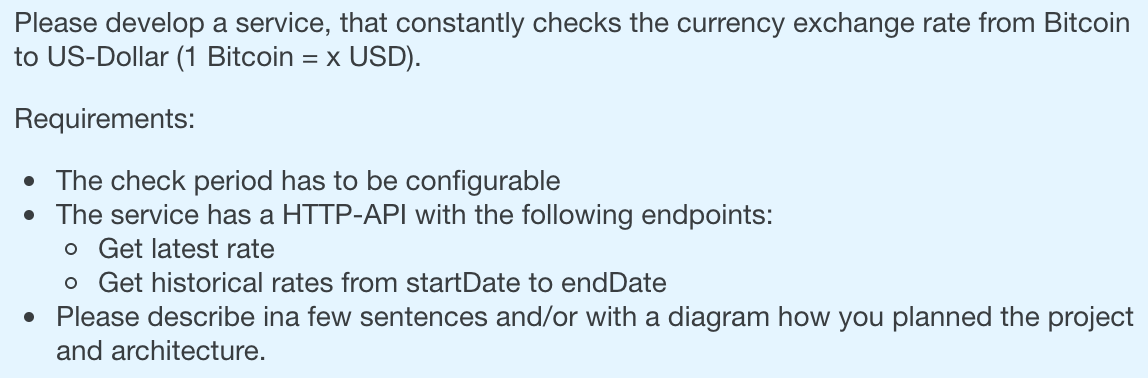 Please develop a service, that constantly checks the currency exchange rate from Bitcoin
to US-Dollar (1 Bitcoin = x USD).
Requirements:
• The check period has to be configurable
• The service has a HTTP-API with the following endpoints:
○ Get latest rate
○ Get historical rates from startDate to endDate
• Please describe ina few sentences and/or with a diagram how you planned the project
and architecture.